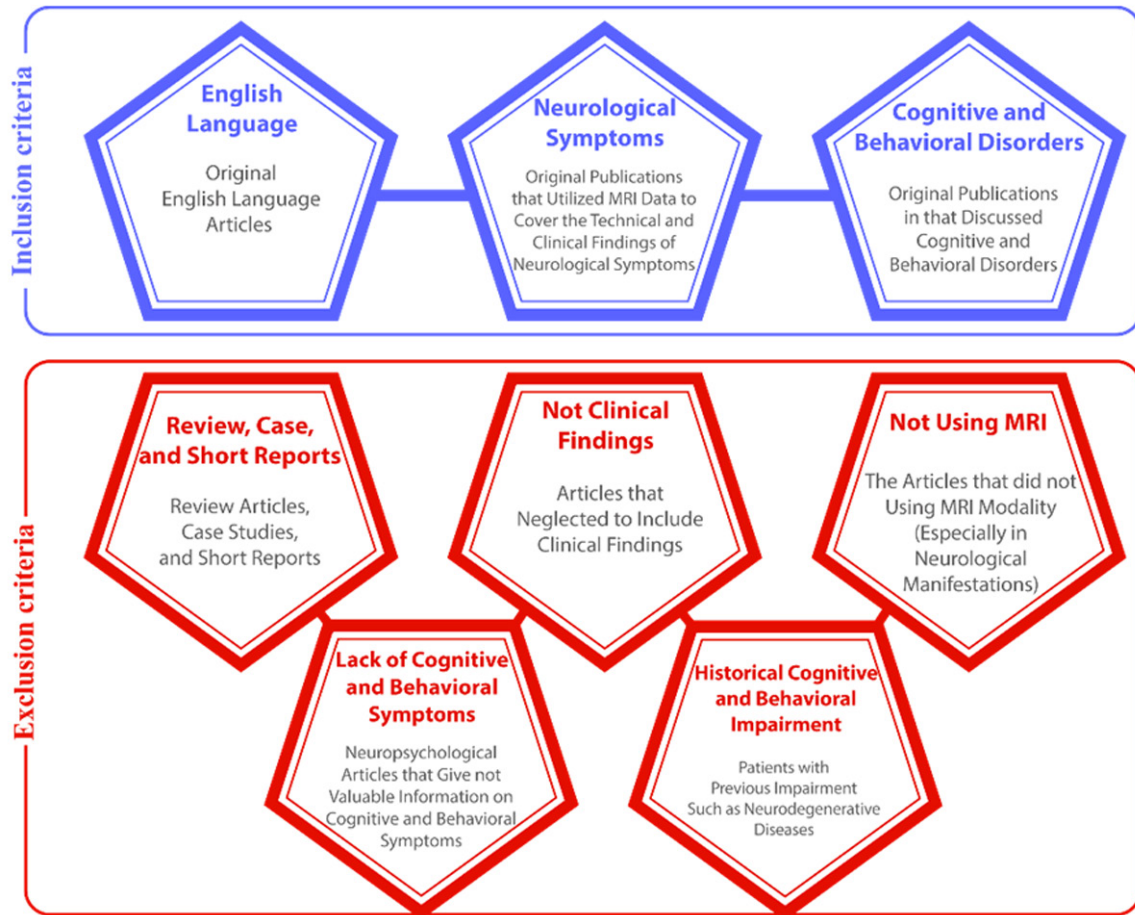 Inclusion criteria
English
Language
Original
English Language
Articles
Neurological
Symptoms
Original Publications
that Utilized MRI Data to
Cover the Technical and
Clinical Findings of
Neurological Symptoms
Cognitive and
Behavioral Disorders
Original Publications
in that Discussed
Cognitive and
Behavioral Disorders
Exclusion criteria
Review, Case,
and Short Reports
Review Articles,
Case Studies,
and Short Reports
Not Clinical
Findings
Articles that
Neglected to Include
Clinical Findings
Not Using MRI
The Articles that did not
Using MRI Modality
(Especially in
Neurological
Manifestations)
Lack of Cognitive
and Behavioral
Symptoms
Neuropsychological
Articles that Give not
Valuable Information on
Cognitive and Behavioral
Symptoms
Historical Cognitive
and Behavioral
Impairment
Patients with
Previous Impairment
Such as Neurodegenerative
Diseases